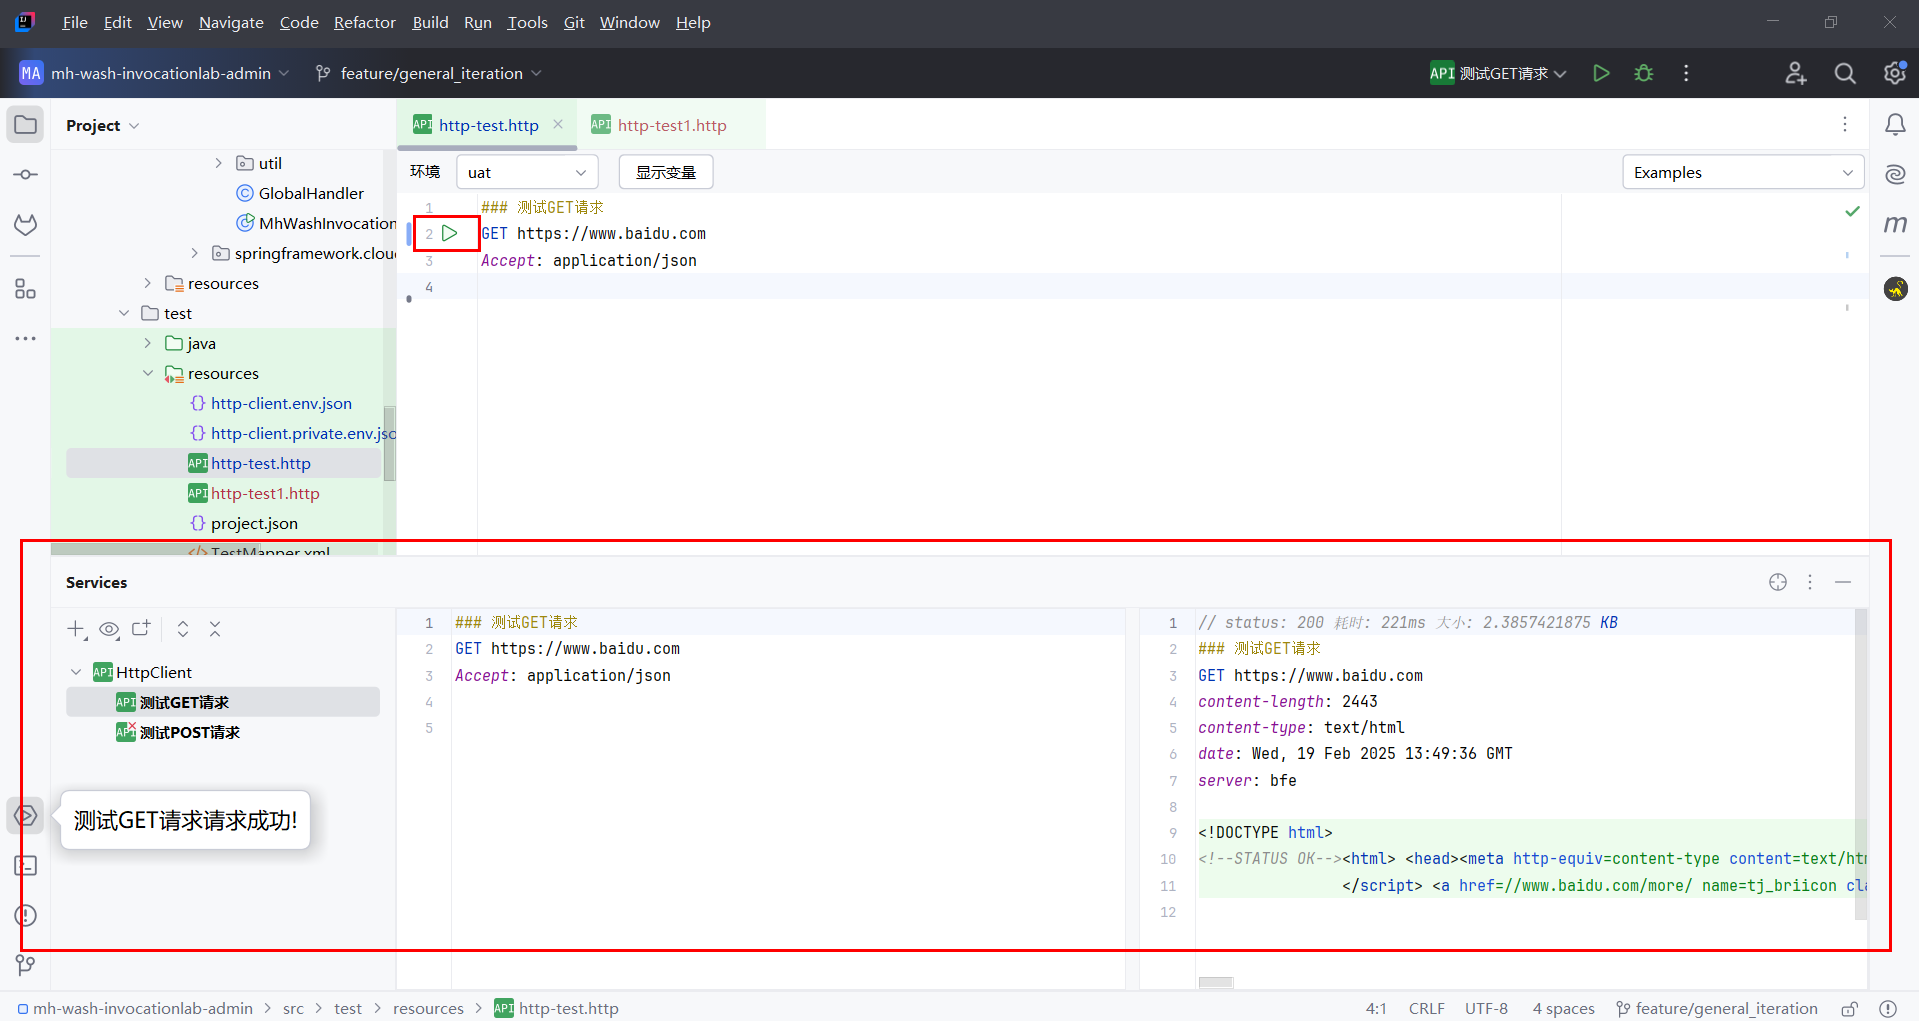 File Edit View Navigate Code Refactor Build Run Tools Git Window Help
MA mh-wash-invocationlab-admin feature/general_iteration API 测试GET请求
Project
API http-test.http API http-test1.http
环境 uat 显示变量 Examples
util
GlobalHandler
MhWashInvocation
springframework.clou
resources
test
java
resources
http-client.env.json
http-client.private.env.jso
API http-test.http
API http-test1.http
project.json
TestMapper.xml
1 ### 测试GET请求
2 GET https://www.baidu.com
3 Accept: application/json
4
Services
API HttpClient
API 测试GET请求
API 测试POST请求
测试GET请求请求成功!
1 ### 测试GET请求
2 GET https://www.baidu.com
3 Accept: application/json
4
5
1 // status: 200 耗时: 221ms 大小: 2.3857421875 KB
2 ### 测试GET请求
3 GET https://www.baidu.com
4 content-length: 2443
5 content-type: text/html
6 date: Wed, 19 Feb 2025 13:49:36 GMT
7 server: bfe
8
9 <!DOCTYPE html>
10 <!--STATUS OK--><html> <head><meta http-equiv=content-type content=text/htm
11 </script> <a href=//www.baidu.com/more/ name=tj_briicon cla
12
mh-wash-invocationlab-admin > src > test > resources > API http-test.http 4:1 CRLF UTF-8 4 spaces feature/general_iteration